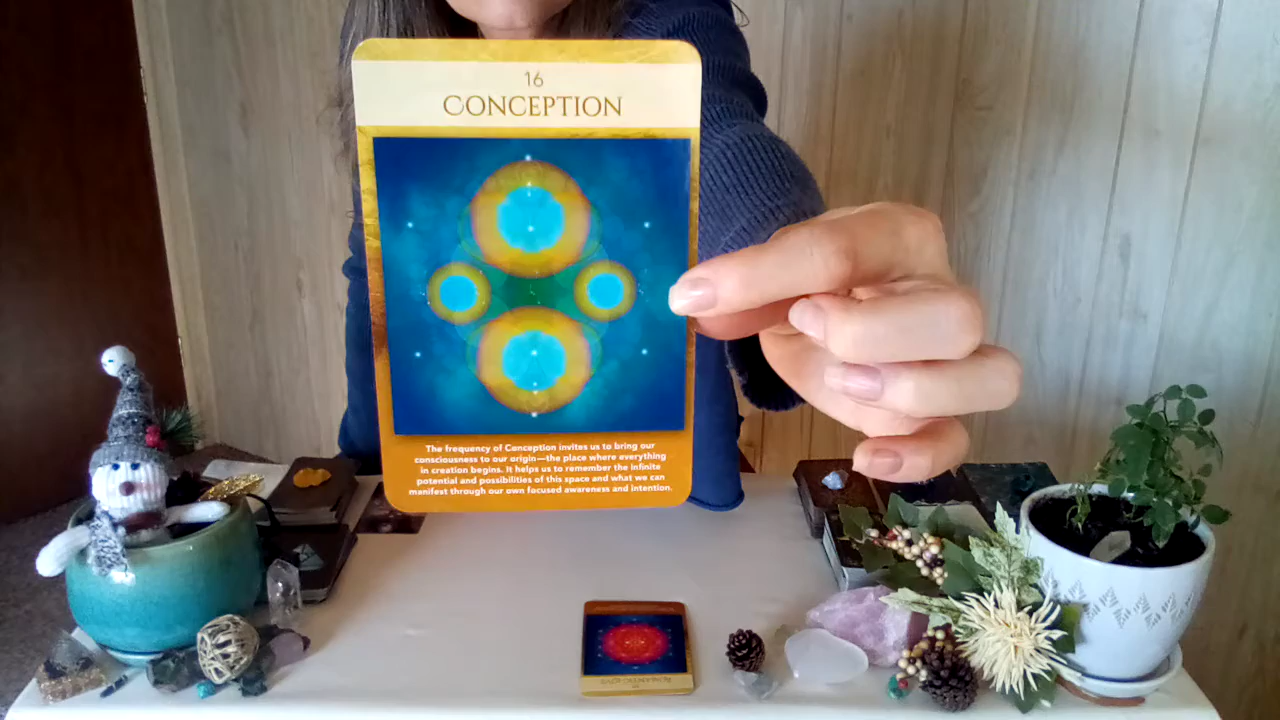 16
CONCEPTION
The frequency of Conception invites us to bring our
consciousness to our origin—the place where everything
in creation begins. It helps us to remember the infinite
potential and possibilities of this space and what we can
manifest through our own focused awareness and intention.